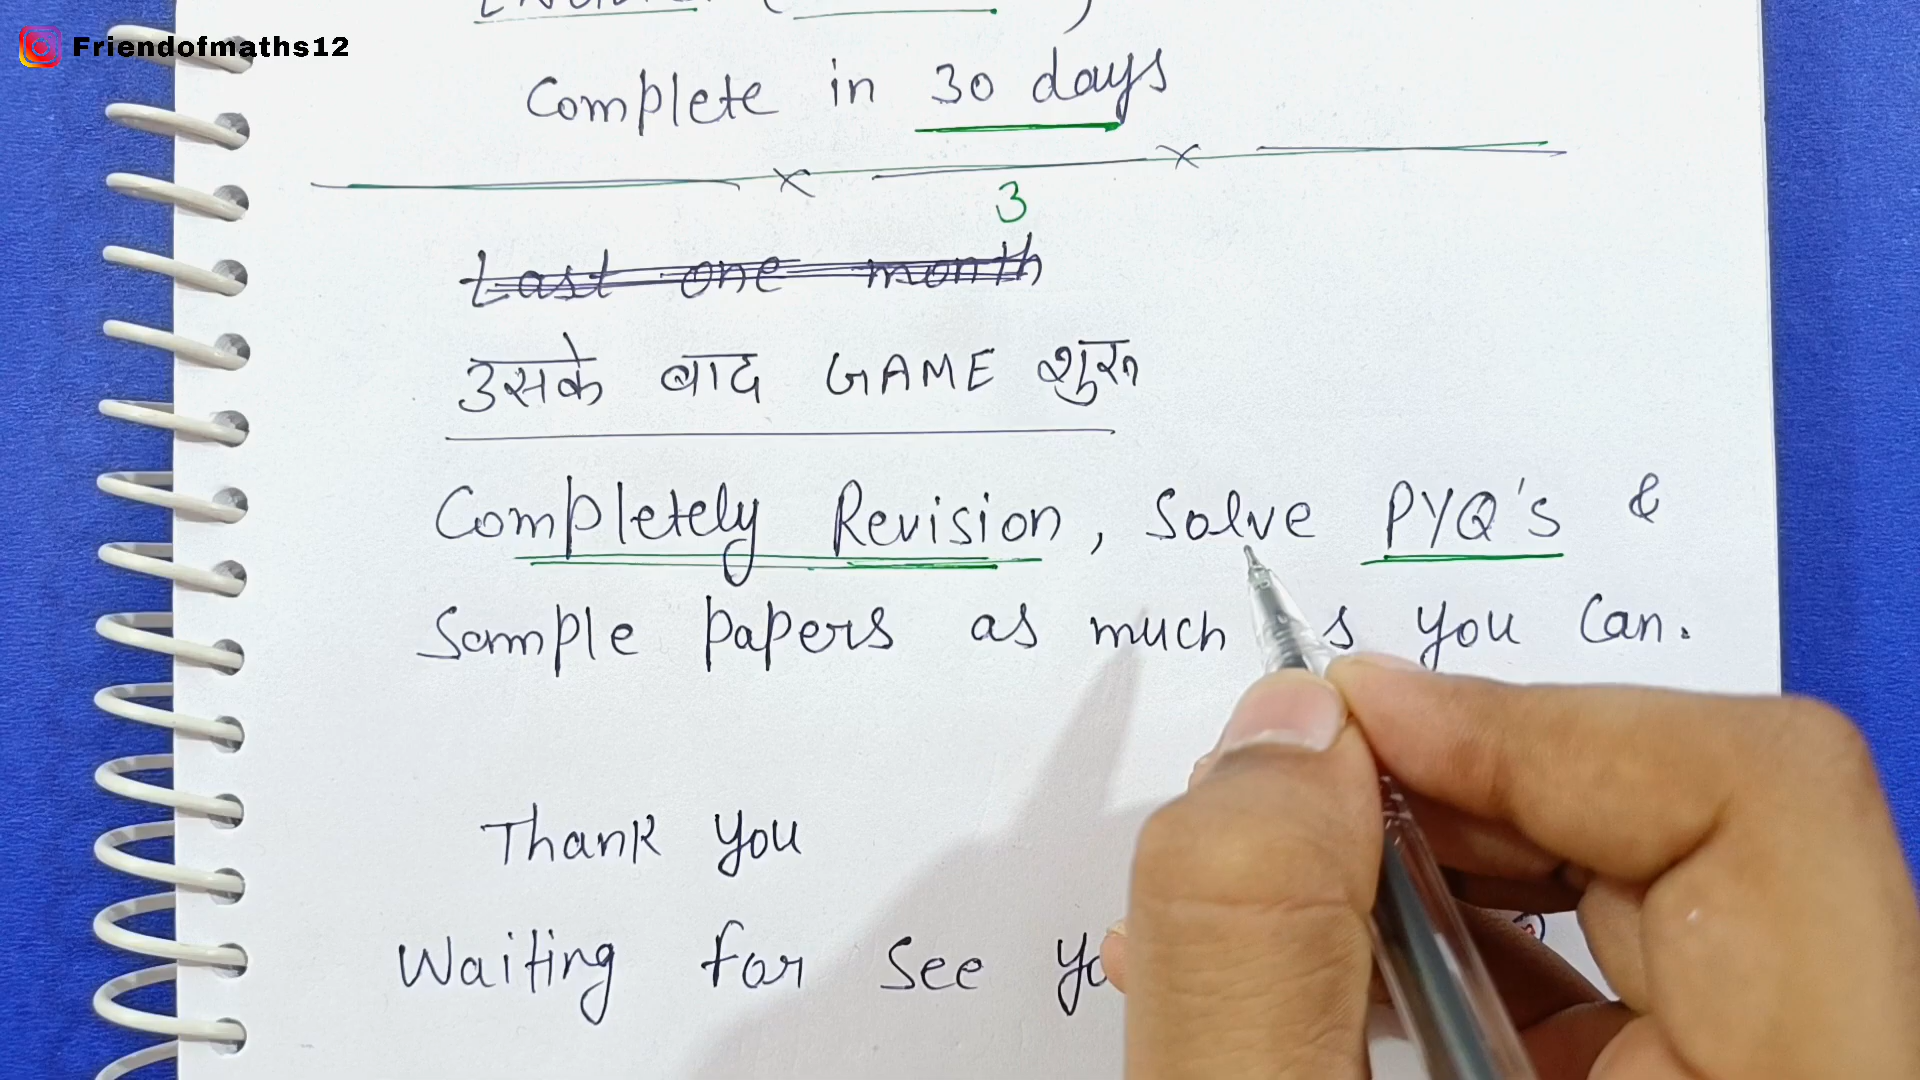 Friendofmaths12
Complete in 30 days
3
Last one month
उसके बाद GAME शुरू
Completely Revision, Solve PYQ's &
Sample papers as much s you can.
Thank you
Waiting for see